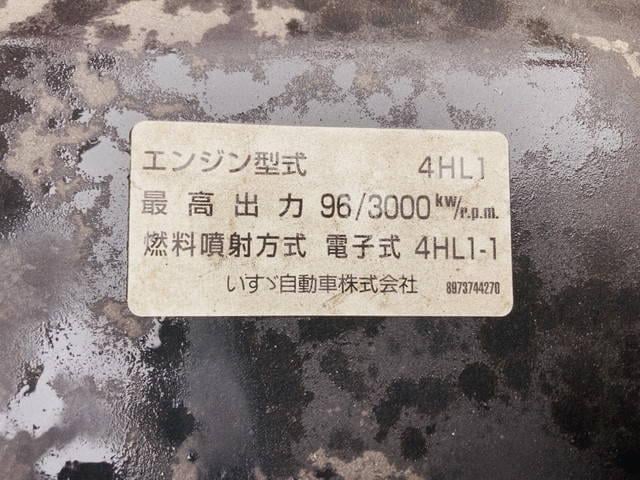 エンジン型式 4HL1
最高出力 96/3000 kw/r.p.m.
燃料噴射方式 電子式 4HL1-1
いすゞ自動車株式会社 8973744270